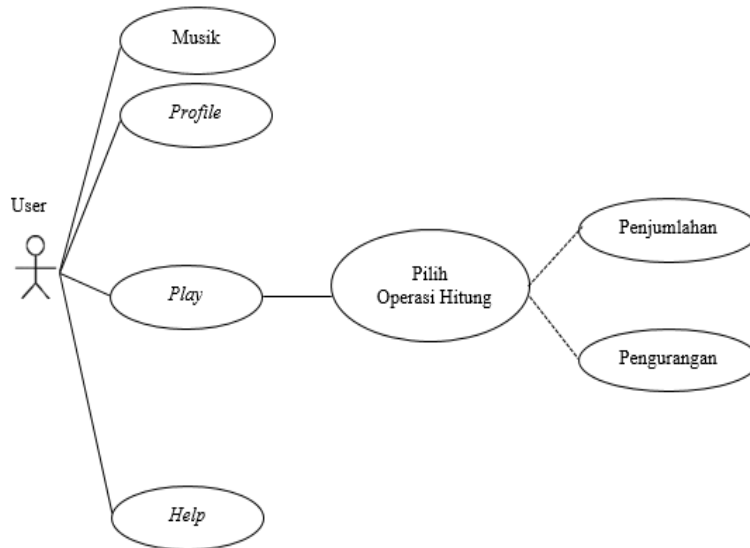 Musik
Profile
User
Penjumlahan
Play
Pilih
Operasi Hitung
Pengurangan
Help